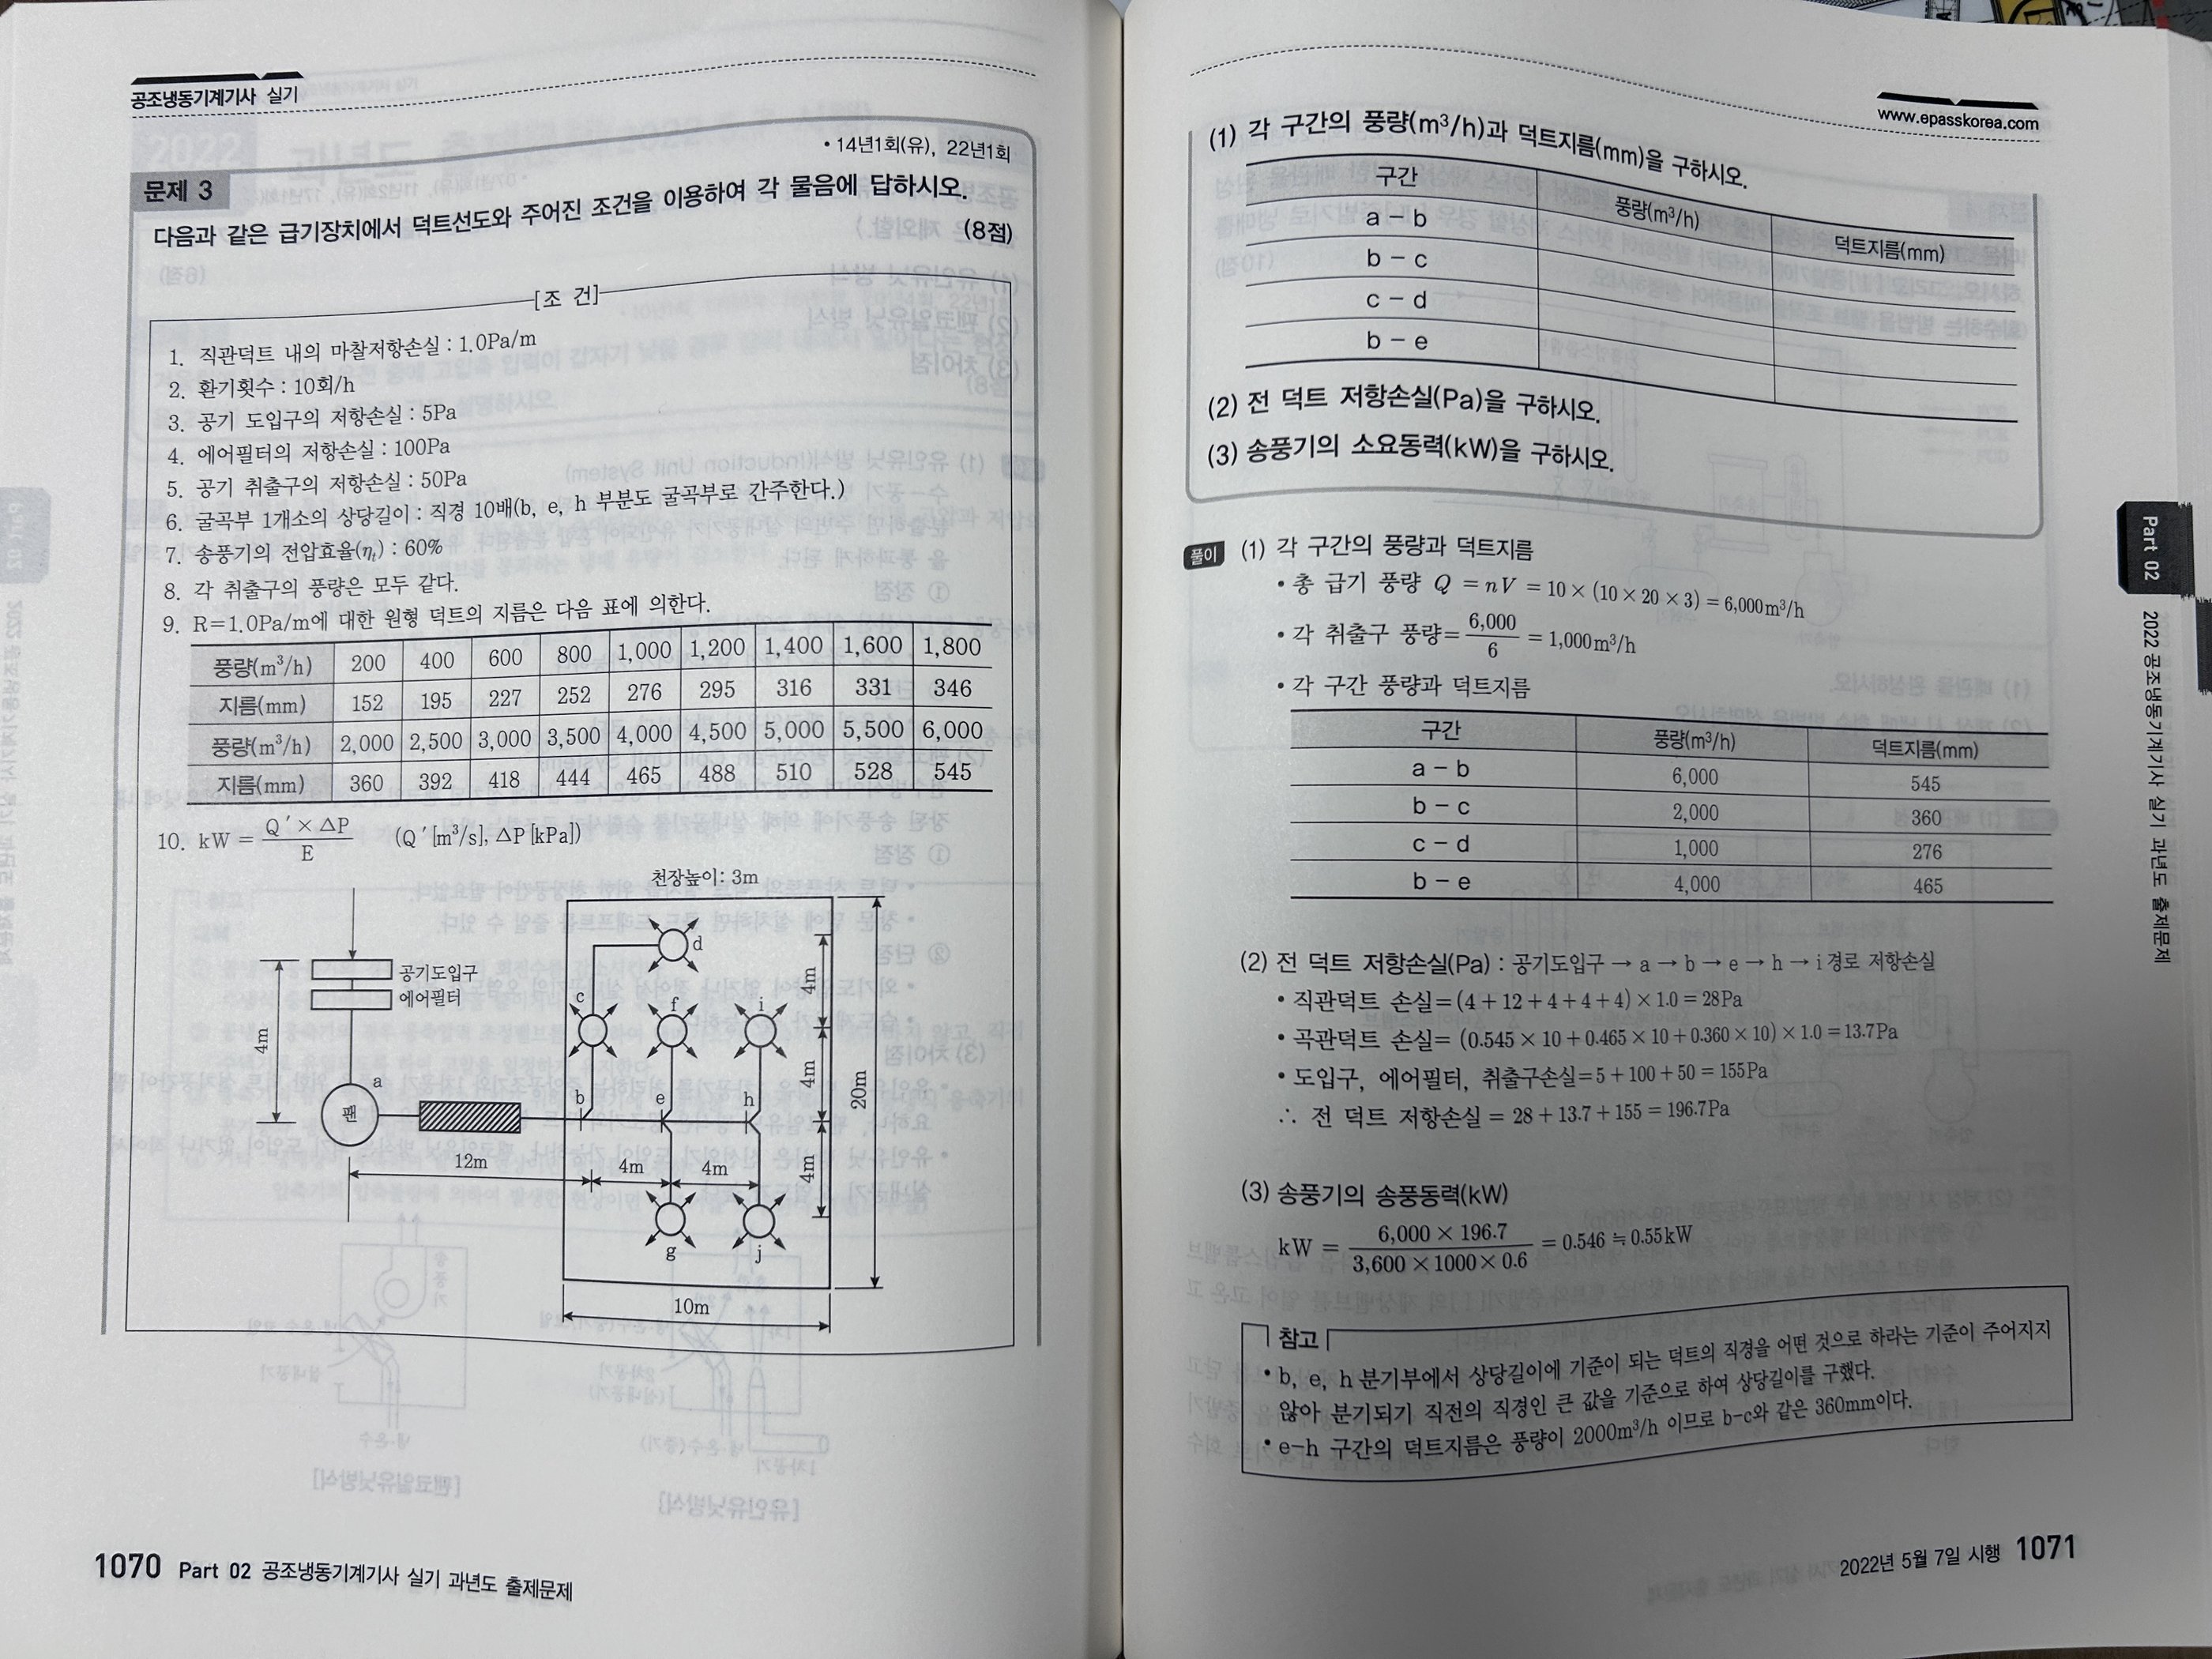 공조냉동기계기사 실기
• 14년1회(유), 22년1회
문제 3
다음과 같은 급기장치에서 덕트선도와 주어진 조건을 이용하여 각 물음에 답하시오.
(8점)
[조 건]
1. 직관덕트 내의 마찰저항손실 : 1.0Pa/m
2. 환기횟수 : 10회/h
3. 공기 도입구의 저항손실 : 5Pa
4. 에어필터의 저항손실 : 100Pa
5. 공기 취출구의 저항손실 : 50Pa
6. 굴곡부 1개소의 상당길이 : 직경 10배(b, e, h 부분도 굴곡부로 간주한다.)
7. 송풍기의 전압효율(ηt) : 60%
8. 각 취출구의 풍량은 모두 같다.
9. R=1.0Pa/m에 대한 원형 덕트의 지름은 다음 표에 의한다.
풍량(m³/h) 200 400 600 800 1,000 1,200 1,400 1,600 1,800
지름(mm) 152 195 227 252 276 295 316 331 346
풍량(m³/h) 2,000 2,500 3,000 3,500 4,000 4,500 5,000 5,500 6,000
지름(mm) 360 392 418 444 465 488 510 528 545
10. kW = Q′ × △P / E (Q′[m³/s], △P[kPa])
천장높이: 3m
d
공기도입구
에어필터
c f i
4m
4m
a
팬
b e h
4m
20m
12m
4m
4m
4m
g j
10m
1070 Part 02 공조냉동기계기사 실기 과년도 출제문제
www.epasskorea.com
(1) 각 구간의 풍량(m³/h)과 덕트지름(mm)을 구하시오.
구간 풍량(m³/h) 덕트지름(mm)
a – b
b – c
c – d
b – e
(2) 전 덕트 저항손실(Pa)을 구하시오.
(3) 송풍기의 소요동력(kW)을 구하시오.
풀이 (1) 각 구간의 풍량과 덕트지름
• 총 급기 풍량 Q = nV = 10 × (10 × 20 × 3) = 6,000m³/h
• 각 취출구 풍량= 6,000 / 6 = 1,000m³/h
• 각 구간 풍량과 덕트지름
구간 풍량(m³/h) 덕트지름(mm)
a – b 6,000 545
b – c 2,000 360
c – d 1,000 276
b – e 4,000 465
(2) 전 덕트 저항손실(Pa) : 공기도입구 → a → b → e → h → i 경로 저항손실
• 직관덕트 손실=(4+12+4+4+4)×1.0=28Pa
• 곡관덕트 손실= (0.545×10+0.465×10+0.360×10)×1.0=13.7Pa
• 도입구, 에어필터, 취출구손실=5+100+50=155Pa
∴ 전 덕트 저항손실 = 28+13.7+155=196.7Pa
(3) 송풍기의 송풍동력(kW)
kW = 6,000 × 196.7 / 3,600 ×1000× 0.6 = 0.546 ≒ 0.55kW
참고
• b, e, h 분기부에서 상당길이에 기준이 되는 덕트의 직경을 어떤 것으로 하라는 기준이 주어지지
않아 분기되기 직전의 직경인 큰 값을 기준으로 하여 상당길이를 구했다.
• e-h 구간의 덕트지름은 풍량이 2000m³/h 이므로 b-c와 같은 360mm이다.
Part 02
2022 공조냉동기계기사 실기 과년도 출제문제
2022년 5월 7일 시행 1071